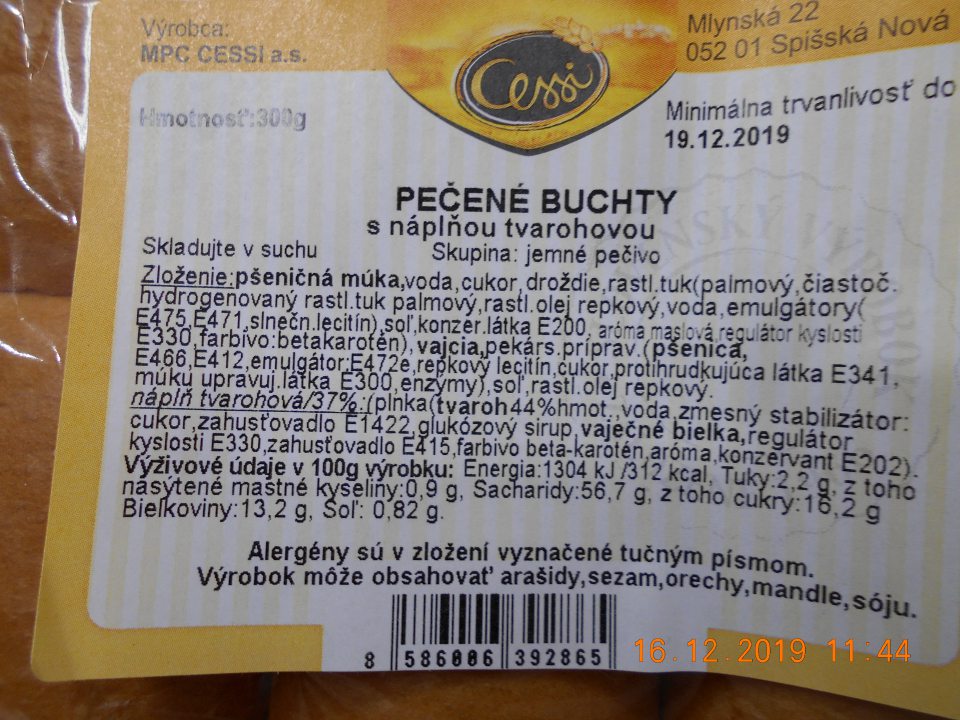 Výrobca:
MPC CESSI a.s.
Cessi
Mlynská 22
052 01 Spišská Nová
Hmotnosť:300g
Minimálna trvanlivosť do
19.12.2019
PEČENÉ BUCHTY
s náplňou tvarohovou
Skladujte v suchu
Skupina: jemné pečivo
Zloženie:pšeničná múka,voda,cukor,droždie,rastl.tuk(palmový,čiastoč.
hydrogenovaný rastl.tuk palmový,rastl.olej repkový,voda,emulgátory(
E475,E471,slnečn.lecitín),soľ,konzer.látka E200, aróma maslová,regulátor kyslosti
E330,farbivo:betakarotén),vajcia,pekárs.príprav.(pšenica,
E466,E412,emulgátor:E472e,repkový lecitín,cukor,protihrudkujúca látka E341,
múku upravuj.látka E300,enzýmy),soľ,rastl.olej repkový.
náplň tvarohová/37%:(plnka(tvaroh44%hmot.,voda,zmesný stabilizátor:
cukor,zahusťovadlo E1422,glukózový sirup,vaječné bielka,regulátor
kyslosti E330,zahusťovadlo E415,farbivo beta-karotén,aróma,konzervant E202).
Výživové údaje v 100g výrobku: Energia:1304 kJ /312 kcal, Tuky:2,2 g, z toho
nasýtené mastné kyseliny:0,9 g, Sacharidy:56,7 g, z toho cukry:16,2 g
Bielkoviny:13,2 g, Soľ: 0,82 g.
Alergény sú v zložení vyznačené tučným písmom.
Výrobok môže obsahovať arašidy,sezam,orechy,mandle,sóju.
8 586006 392865
16.12.2019 11:44